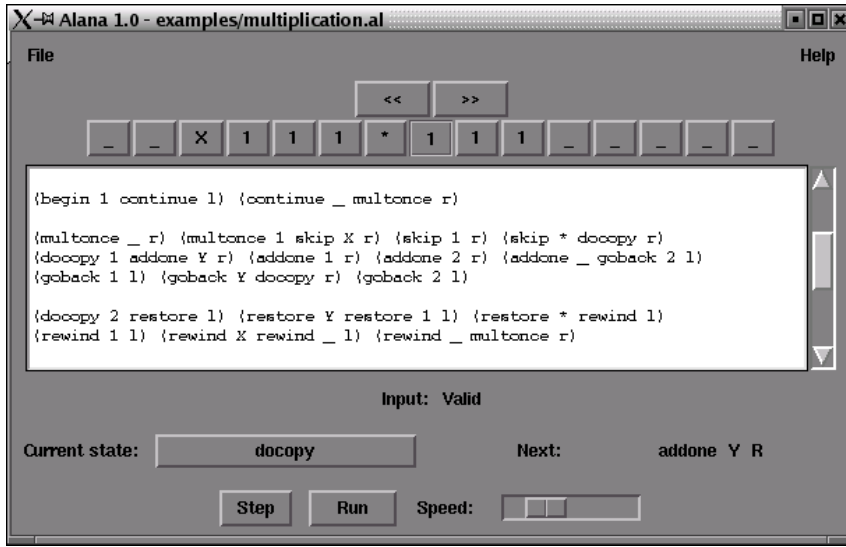 Alana 1.0 - examples/multiplication.al
File Help
<< >>
_ _ X 1 1 1 * 1 1 1 _ _ _ _ _
(begin 1 continue l) (continue _ multonce r)
(multonce _ r) (multonce 1 skip X r) (skip 1 r) (skip * docopy r)
(docopy 1 addone Y r) (addone 1 r) (addone 2 r) (addone _ goback 2 l)
(goback 1 l) (goback Y docopy r) (goback 2 l)
(docopy 2 restore l) (restore Y restore 1 l) (restore * rewind l)
(rewind 1 l) (rewind X rewind _ l) (rewind _ multonce r)
Input: Valid
Current state: docopy Next: addone Y R
Step Run Speed: